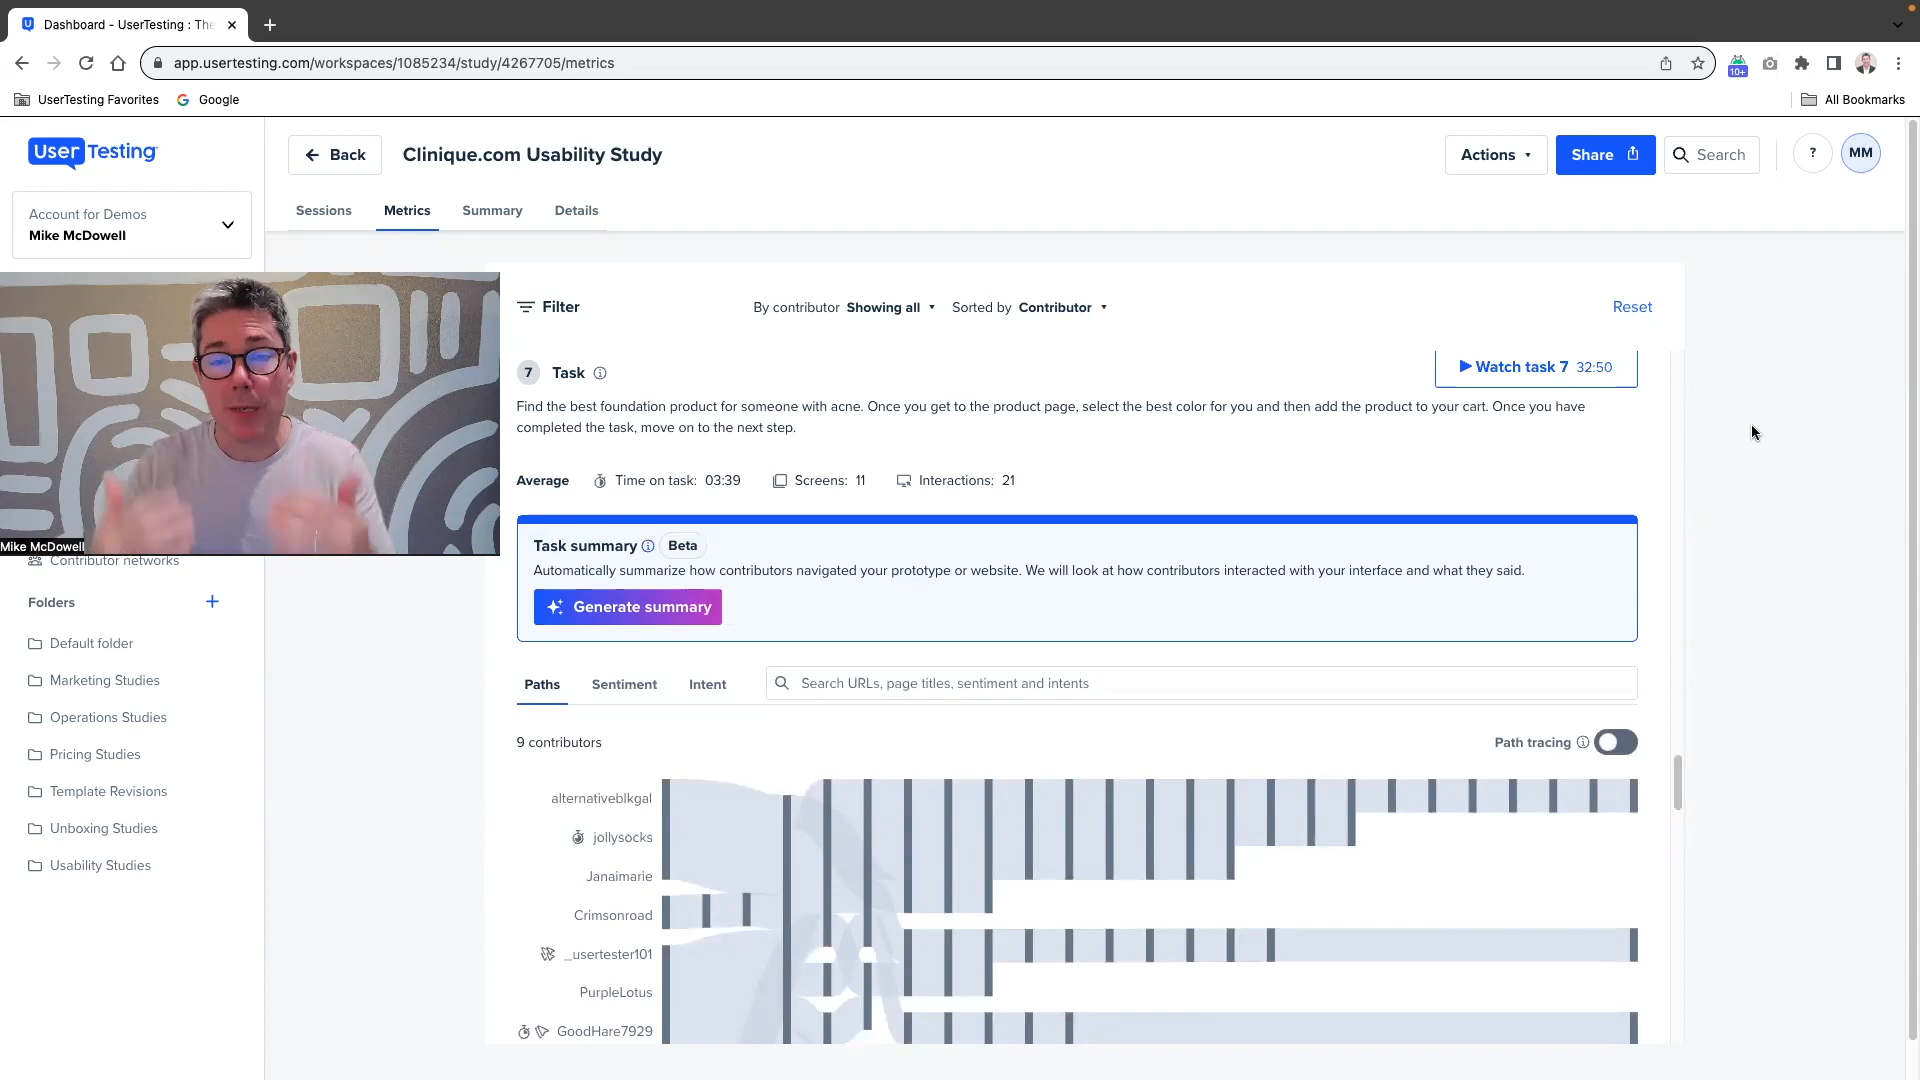 Dashboard - UserTesting : The
app.usertesting.com/workspaces/1085234/study/4267705/metrics
10+
UserTesting Favorites
Google
All Bookmarks
User Testing
Back
Clinique.com Usability Study
Actions
Share
Search
?
MM
Account for Demos
Mike McDowell
Sessions
Metrics
Summary
Details
Filter
By contributor Showing all
Sorted by Contributor
Reset
7 Task
Watch task 7 32:50
Find the best foundation product for someone with acne. Once you get to the product page, select the best color for you and then add the product to your cart. Once you have
completed the task, move on to the next step.
Average
Time on task: 03:39
Screens: 11
Interactions: 21
Mike McDowell
Contributor networks
Folders
Default folder
Marketing Studies
Operations Studies
Pricing Studies
Template Revisions
Unboxing Studies
Usability Studies
Task summary
Beta
Automatically summarize how contributors navigated your prototype or website. We will look at how contributors interacted with your interface and what they said.
Generate summary
Paths
Sentiment
Intent
Search URLs, page titles, sentiment and intents
9 contributors
Path tracing
alternativeblkgal
jollysocks
Janaimarie
Crimsonroad
_usertester101
PurpleLotus
GoodHare7929